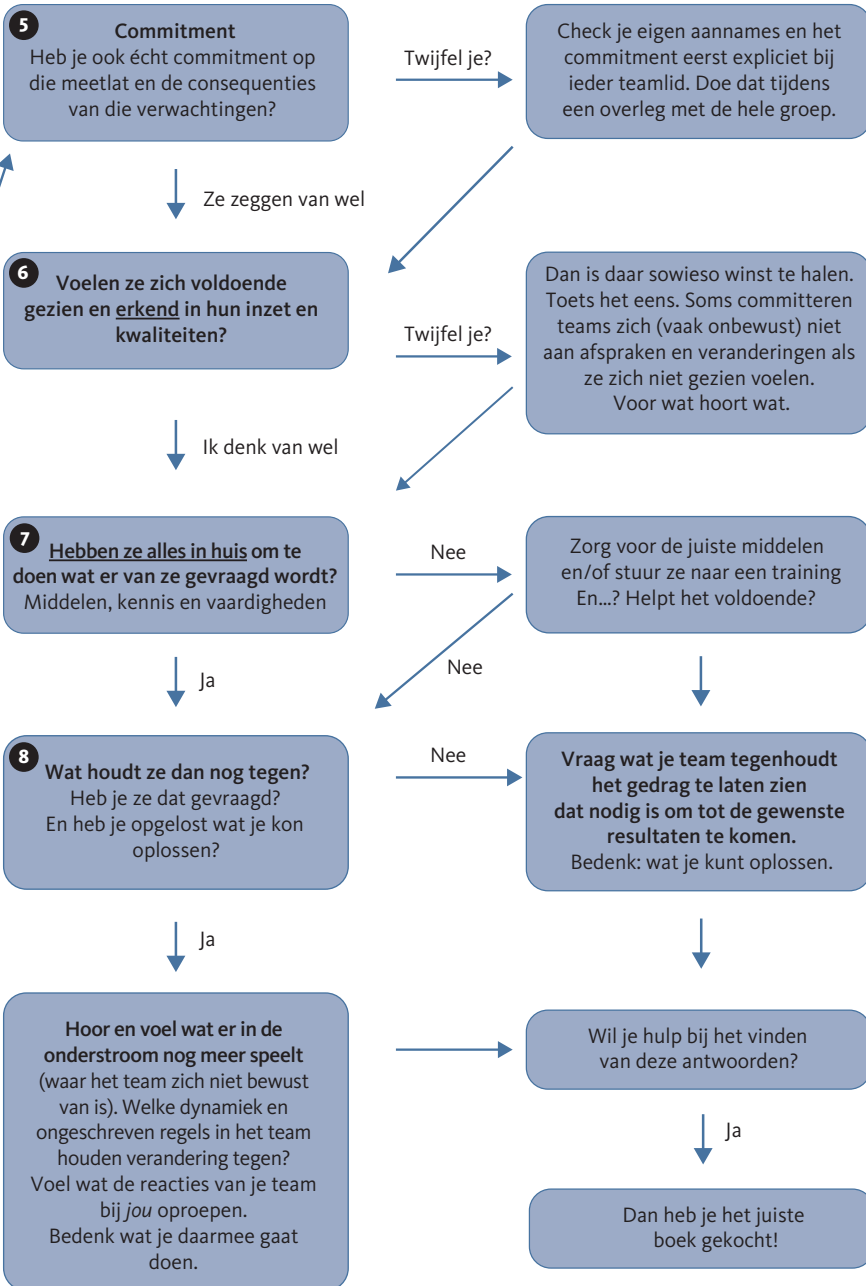 5
Commitment
Heb je ook écht commitment op
die meetlat en de consequenties
van die verwachtingen?
Twijfel je?
Check je eigen aannames en het
commitment eerst expliciet bij
ieder teamlid. Doe dat tijdens
een overleg met de hele groep.
Ze zeggen van wel
6
Voelen ze zich voldoende
gezien en erkend in hun inzet en
kwaliteiten?
Twijfel je?
Dan is daar sowieso winst te halen.
Toets het eens. Soms committeren
teams zich (vaak onbewust) niet
aan afspraken en veranderingen als
ze zich niet gezien voelen.
Voor wat hoort wat.
Ik denk van wel
7
Hebben ze alles in huis om te
doen wat er van ze gevraagd wordt?
Middelen, kennis en vaardigheden
Nee
Zorg voor de juiste middelen
en/of stuur ze naar een training
En...? Helpt het voldoende?
Ja
Nee
8
Wat houdt ze dan nog tegen?
Heb je ze dat gevraagd?
En heb je opgelost wat je kon
oplossen?
Nee
Vraag wat je team tegenhoudt
het gedrag te laten zien
dat nodig is om tot de gewenste
resultaten te komen.
Bedenk: wat je kunt oplossen.
Ja
Hoor en voel wat er in de
onderstroom nog meer speelt
(waar het team zich niet bewust
van is). Welke dynamiek en
ongeschreven regels in het team
houden verandering tegen?
Voel wat de reacties van je team
bij jou oproepen.
Bedenk wat je daarmee gaat
doen.
Wil je hulp bij het vinden
van deze antwoorden?
Ja
Dan heb je het juiste
boek gekocht!